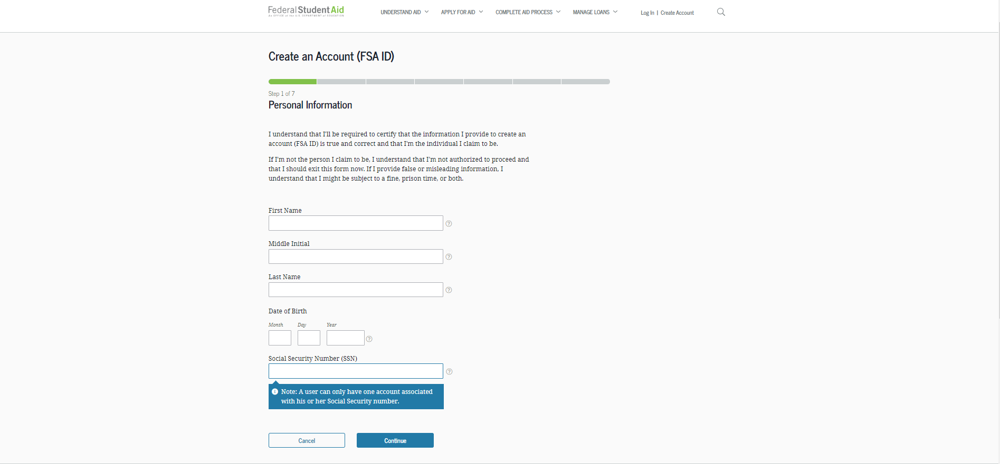 Federal Student Aid
An OFFICE of the U.S. DEPARTMENT of EDUCATION
UNDERSTAND AID
APPLY FOR AID
COMPLETE AID PROCESS
MANAGE LOANS
Log In | Create Account
Create an Account (FSA ID)
Step 1 of 7
Personal Information
I understand that I'll be required to certify that the information I provide to create an
account (FSA ID) is true and correct and that I'm the individual I claim to be.
If I'm not the person I claim to be, I understand that I'm not authorized to proceed and
that I should exit this form now. If I provide false or misleading information, I
understand that I might be subject to a fine, prison time, or both.
First Name
Middle Initial
Last Name
Date of Birth
Month Day Year
Social Security Number (SSN)
Note: A user can only have one account associated
with his or her Social Security number.
Cancel
Continue